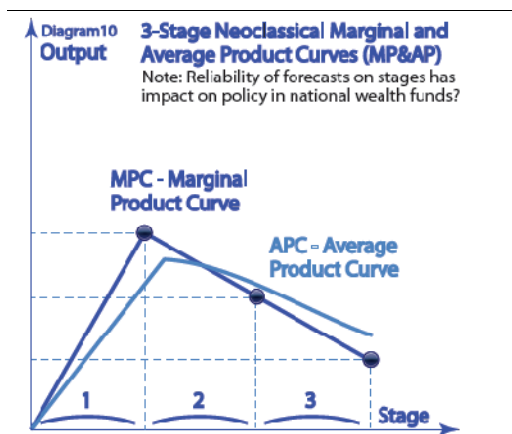 Diagram10
Output
3-Stage Neoclassical Marginal and
Average Product Curves (MP&AP)
Note: Reliability of forecasts on stages has
impact on policy in national wealth funds?
MPC - Marginal
Product Curve
APC - Average
Product Curve
1
2
3
Stage